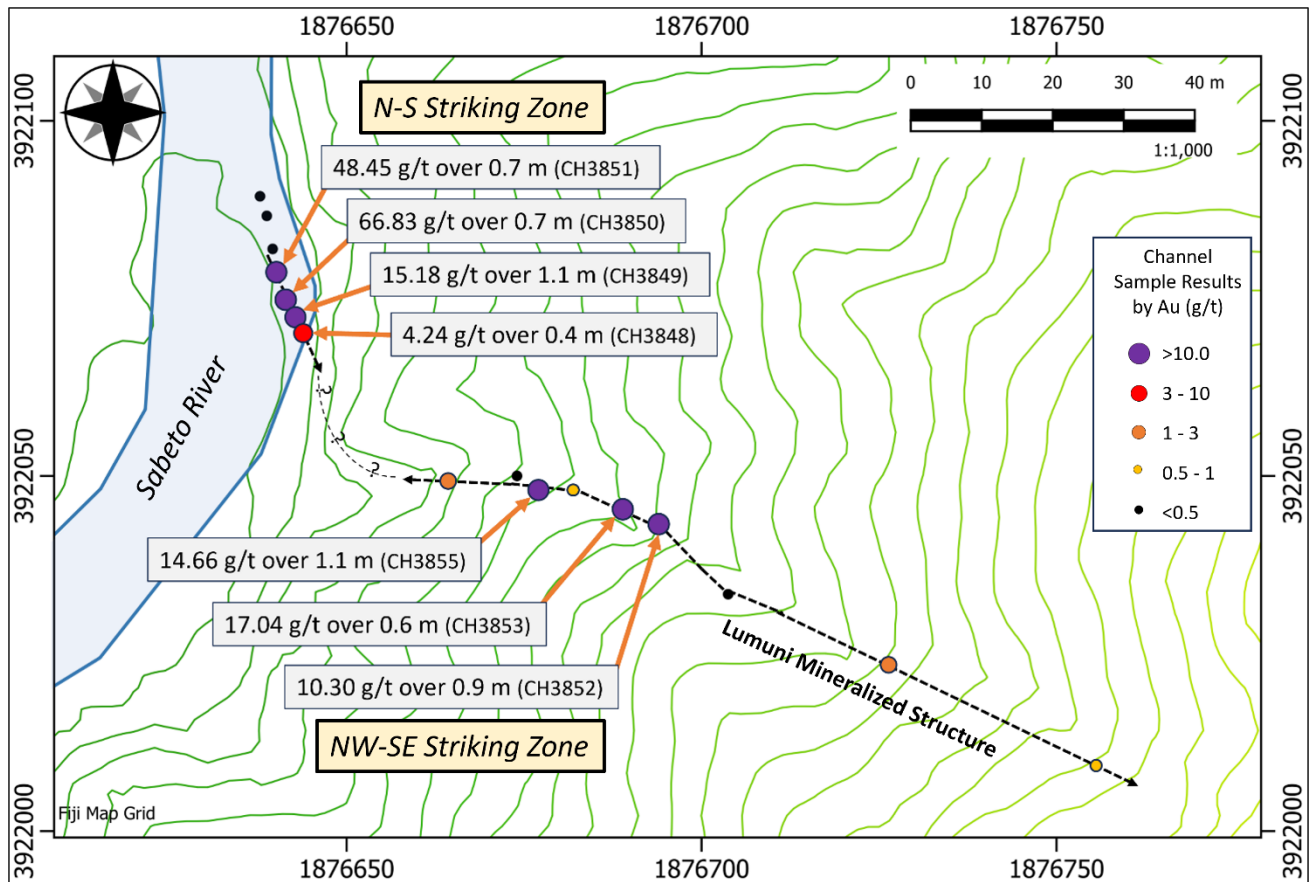 1876650
1876700
1876750
3922100
3922100
N-S Striking Zone
0 10 20 30 40 m
1:1,000
48.45 g/t over 0.7 m (CH3851)
66.83 g/t over 0.7 m (CH3850)
15.18 g/t over 1.1 m (CH3849)
4.24 g/t over 0.4 m (CH3848)
Channel
Sample Results
by Au (g/t)
>10.0
3 - 10
1 - 3
0.5 - 1
<0.5
Sabeto River
?
?
?
3922050
3922050
14.66 g/t over 1.1 m (CH3855)
17.04 g/t over 0.6 m (CH3853)
10.30 g/t over 0.9 m (CH3852)
Lumuni Mineralized Structure
NW-SE Striking Zone
Fiji Map Grid
3922000
3922000
1876650
1876700
1876750